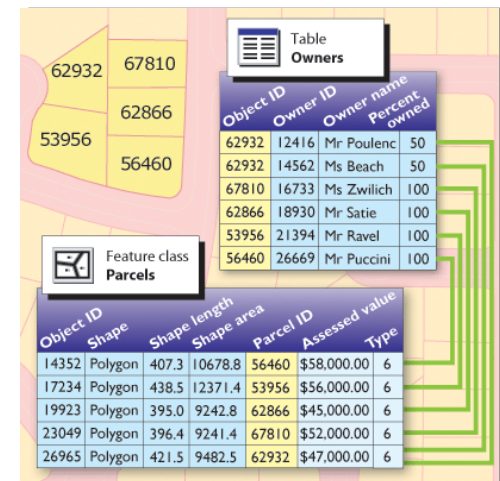 62932 67810
62866
53956
56460
Table
Owners
Object ID Owner ID Owner name Percent owned
62932 12416 Mr Poulenc 50
62932 14562 Ms Beach 50
67810 16733 Ms Zwilich 100
62866 18930 Mr Satie 100
53956 21394 Mr Ravel 100
56460 26669 Mr Puccini 100
Feature class
Parcels
Object ID Shape Shape length Shape area Parcel ID Assessed value Type
14352 Polygon 407.3 10678.8 56460 $58,000.00 6
17234 Polygon 438.5 12371.4 53956 $56,000.00 6
19923 Polygon 395.0 9242.8 62866 $45,000.00 6
23049 Polygon 396.4 9241.4 67810 $52,000.00 6
26965 Polygon 421.5 9482.5 62932 $47,000.00 6